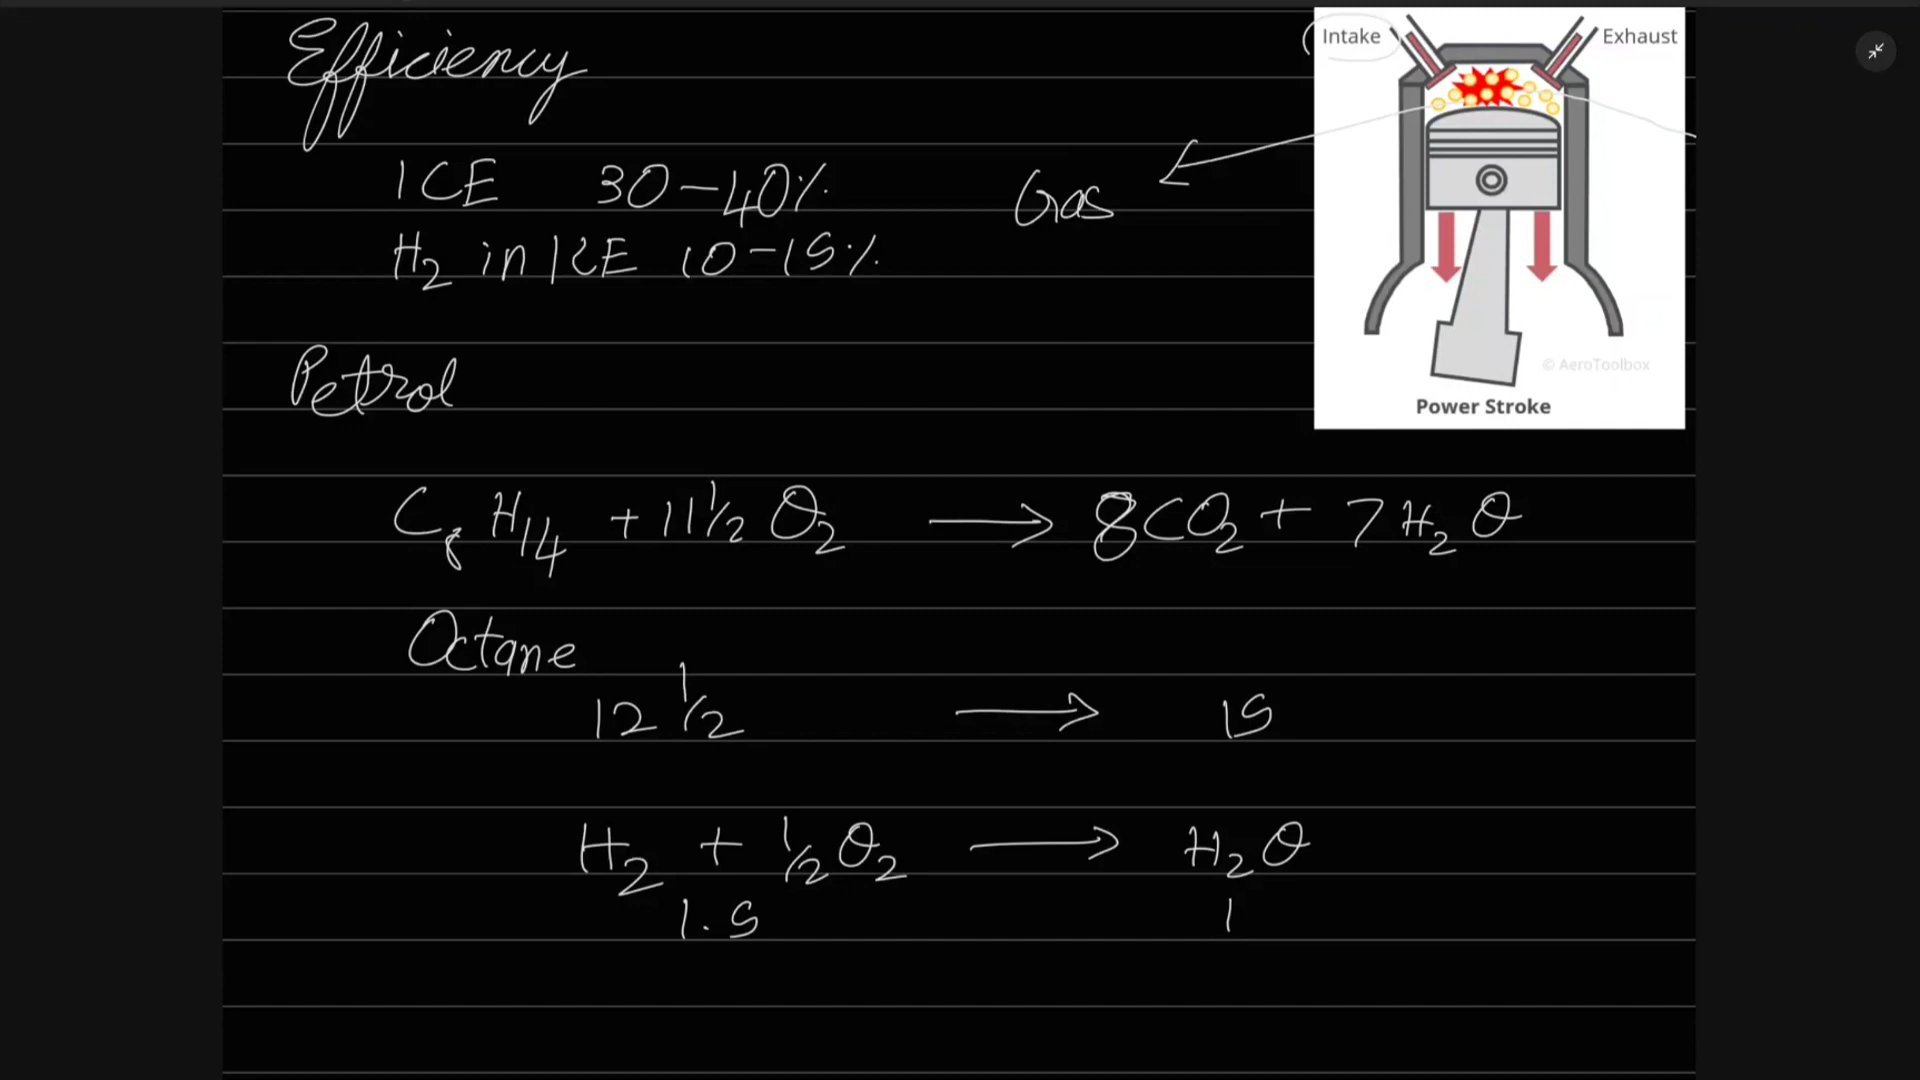 Efficiency
Intake
Exhaust
ICE 30-40%
Gas
H₂ in ICE 10-15%
© AeroToolbox
Power Stroke
Petrol
C₈H₁₄ + 11½ O₂ → 8CO₂ + 7H₂O
Octane
12½ → 15
H₂ + ½O₂ → H₂O
1.5 1